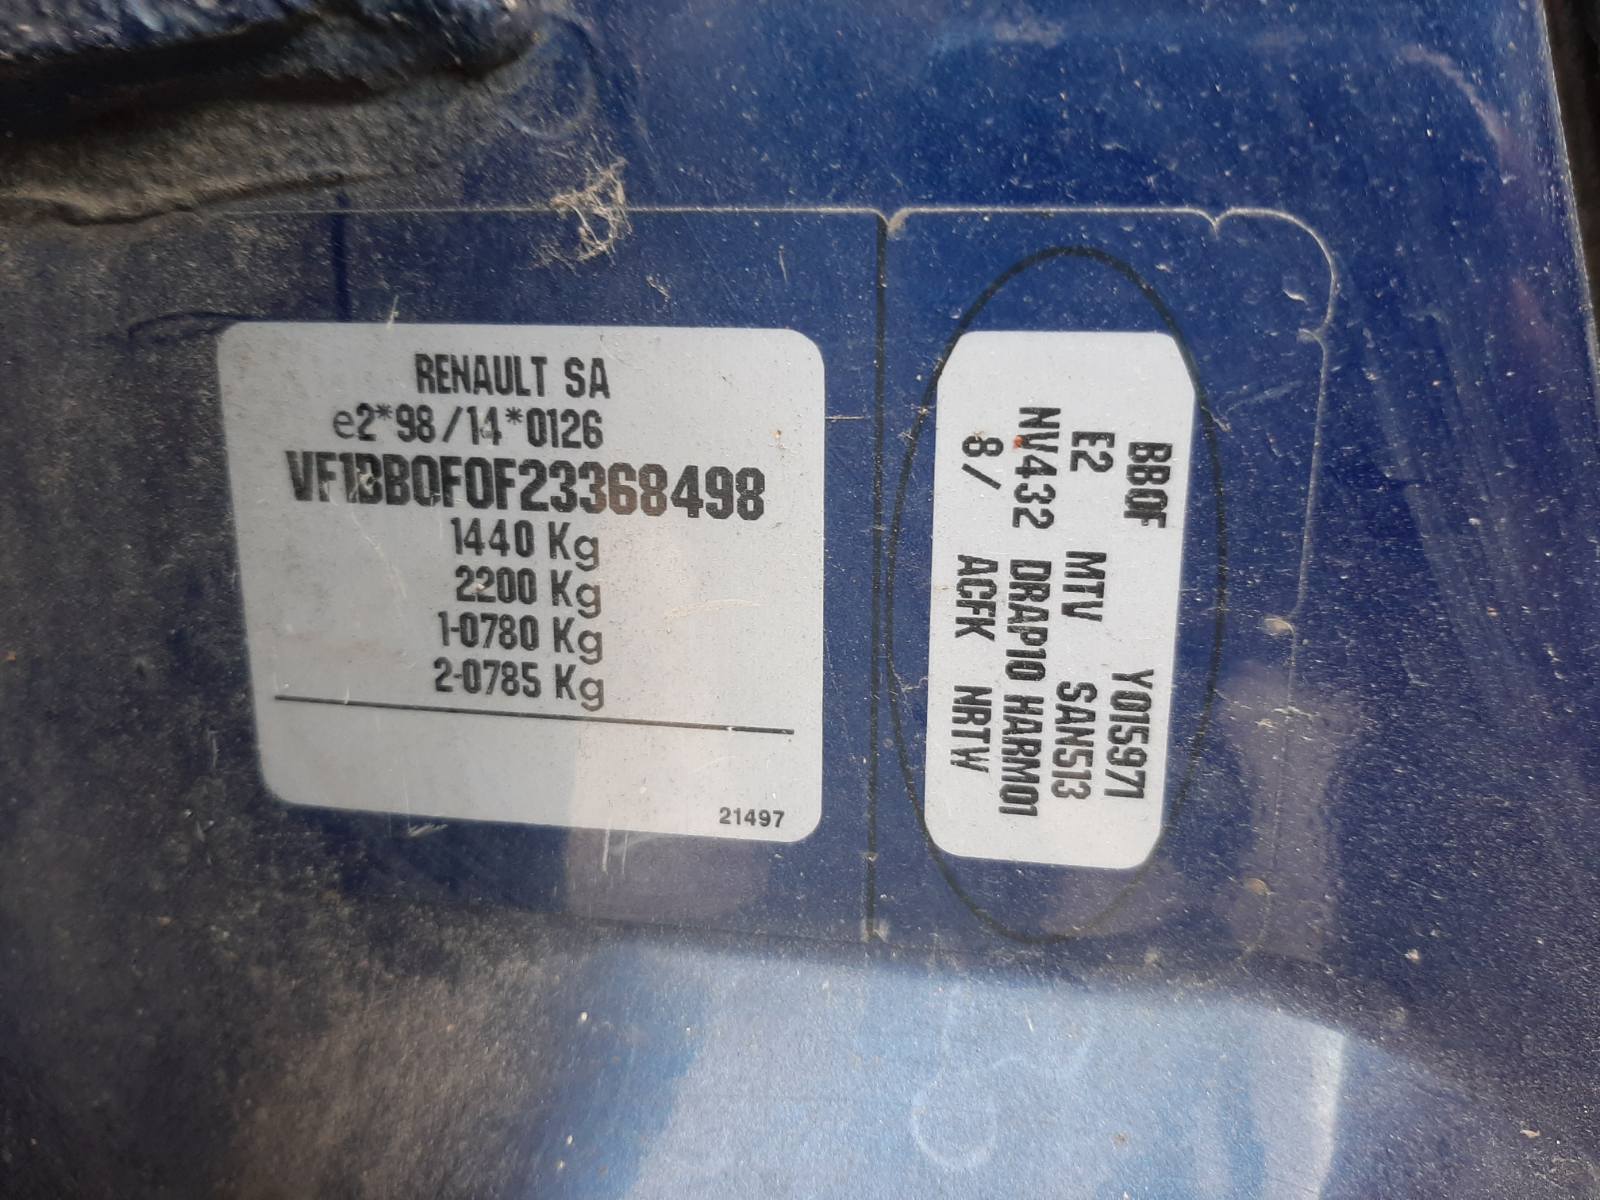 RENAULT SA
e2*98/14*0126
VF1BB0F0F23368498
1440 Kg
2200 Kg
1-0780 Kg
2-0785 Kg
21497
BB0F Y015971
E2 MTV SAN513
NV432 DRAP10 HARM01
8/ ACFK NRTW